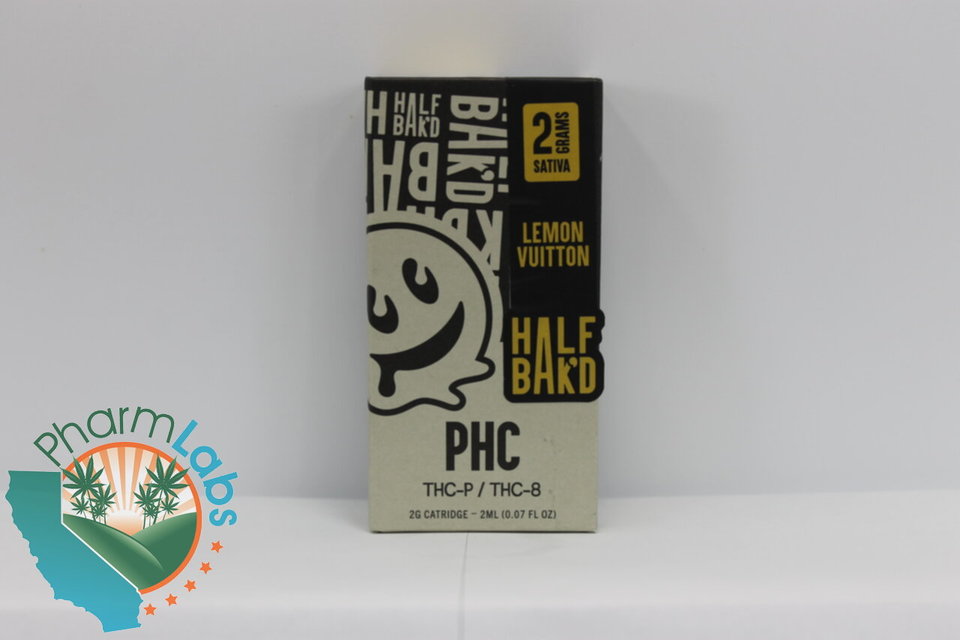 H HALF
BAK'D
BAK'D
BA
2
GRAMS
SATIVA
LEMON
VUITTON
HALF
BAK'D
PHC
THC-P / THC-8
2G CATRIDGE – 2ML (0.07 FL OZ)
PharmLabs